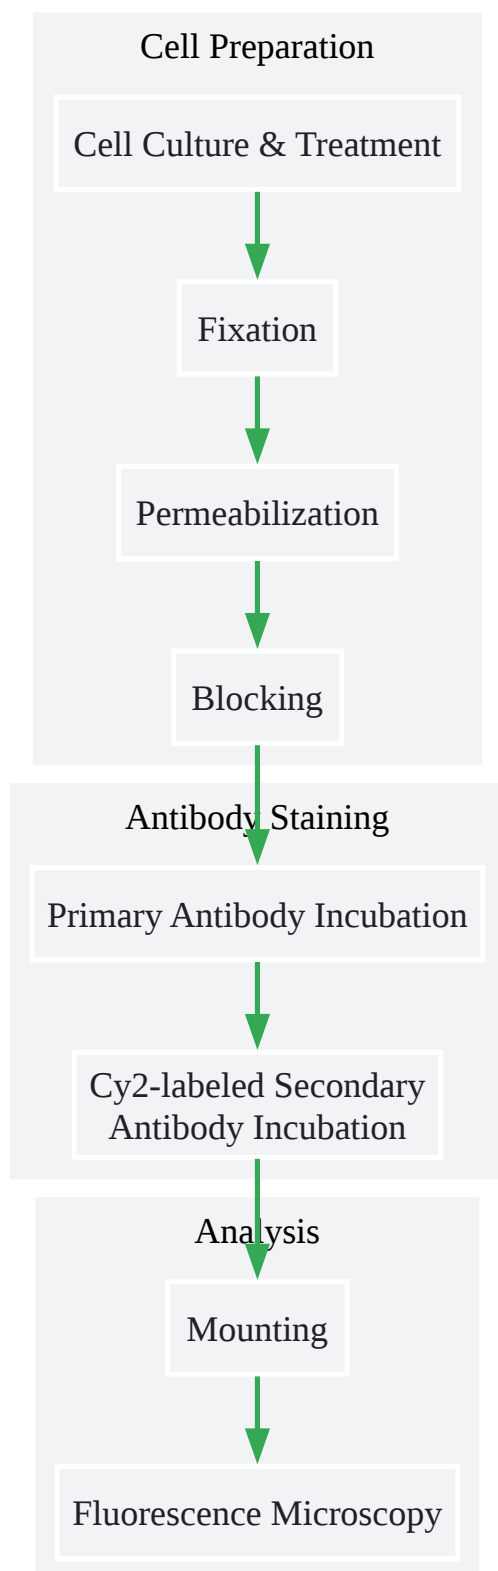 Cell Preparation
Cell Culture & Treatment
Fixation
Permeabilization
Blocking
Antibody Staining
Primary Antibody Incubation
Cy2-labeled Secondary
Antibody Incubation
Analysis
Mounting
Fluorescence Microscopy